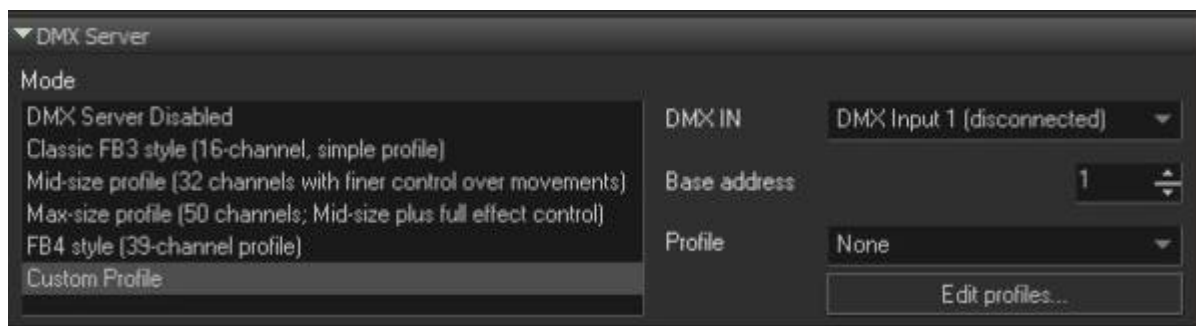 DMX Server
Mode
DMX Server Disabled
Classic FB3 style (16-channel, simple profile)
Mid-size profile (32 channels with finer control over movements)
Max-size profile (50 channels; Mid-size plus full effect control)
FB4 style (39-channel profile)
Custom Profile
DMX IN DMX Input 1 (disconnected)
Base address 1
Profile None
Edit profiles...